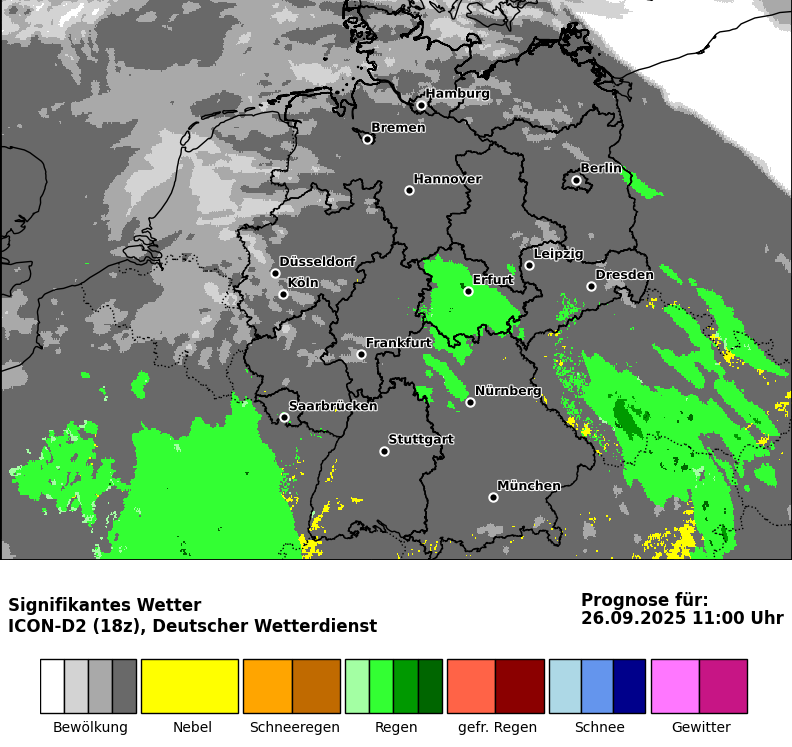 Hamburg
Bremen
Berlin
Hannover
Leipzig
Düsseldorf
Dresden
Köln
Erfurt
Frankfurt
Nürnberg
Saarbrücken
Stuttgart
München
Signifikantes Wetter
ICON-D2 (18z), Deutscher Wetterdienst
Prognose für:
26.09.2025 11:00 Uhr
Bewölkung Nebel Schneeregen Regen gefr. Regen Schnee Gewitter